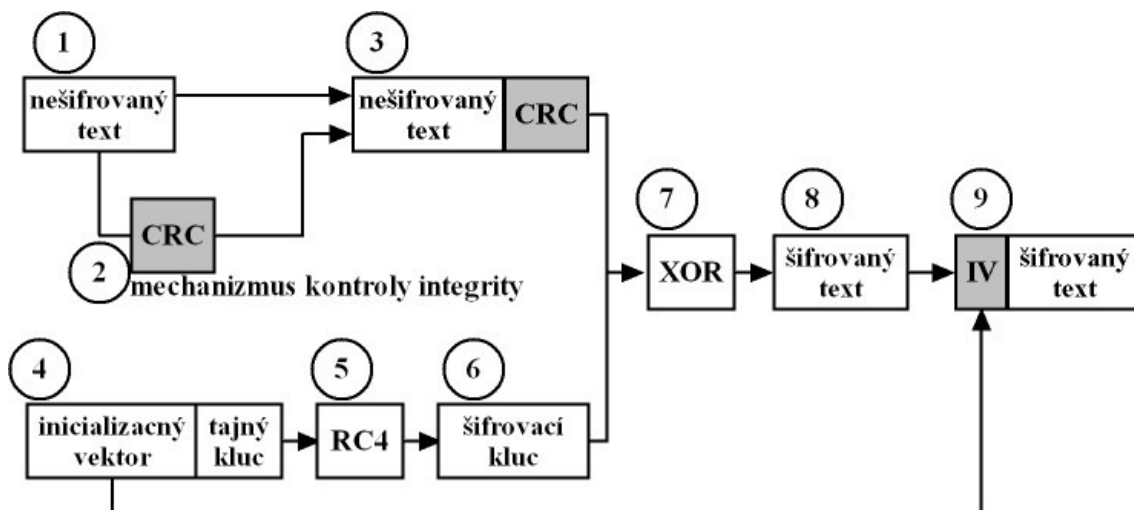 1
nešifrovaný
text
2
CRC
mechanizmus kontroly integrity
3
nešifrovaný
text
CRC
4
inicializacný
vektor
tajný
kluc
5
RC4
6
šifrovací
kluc
7
XOR
8
šifrovaný
text
9
IV
šifrovaný
text